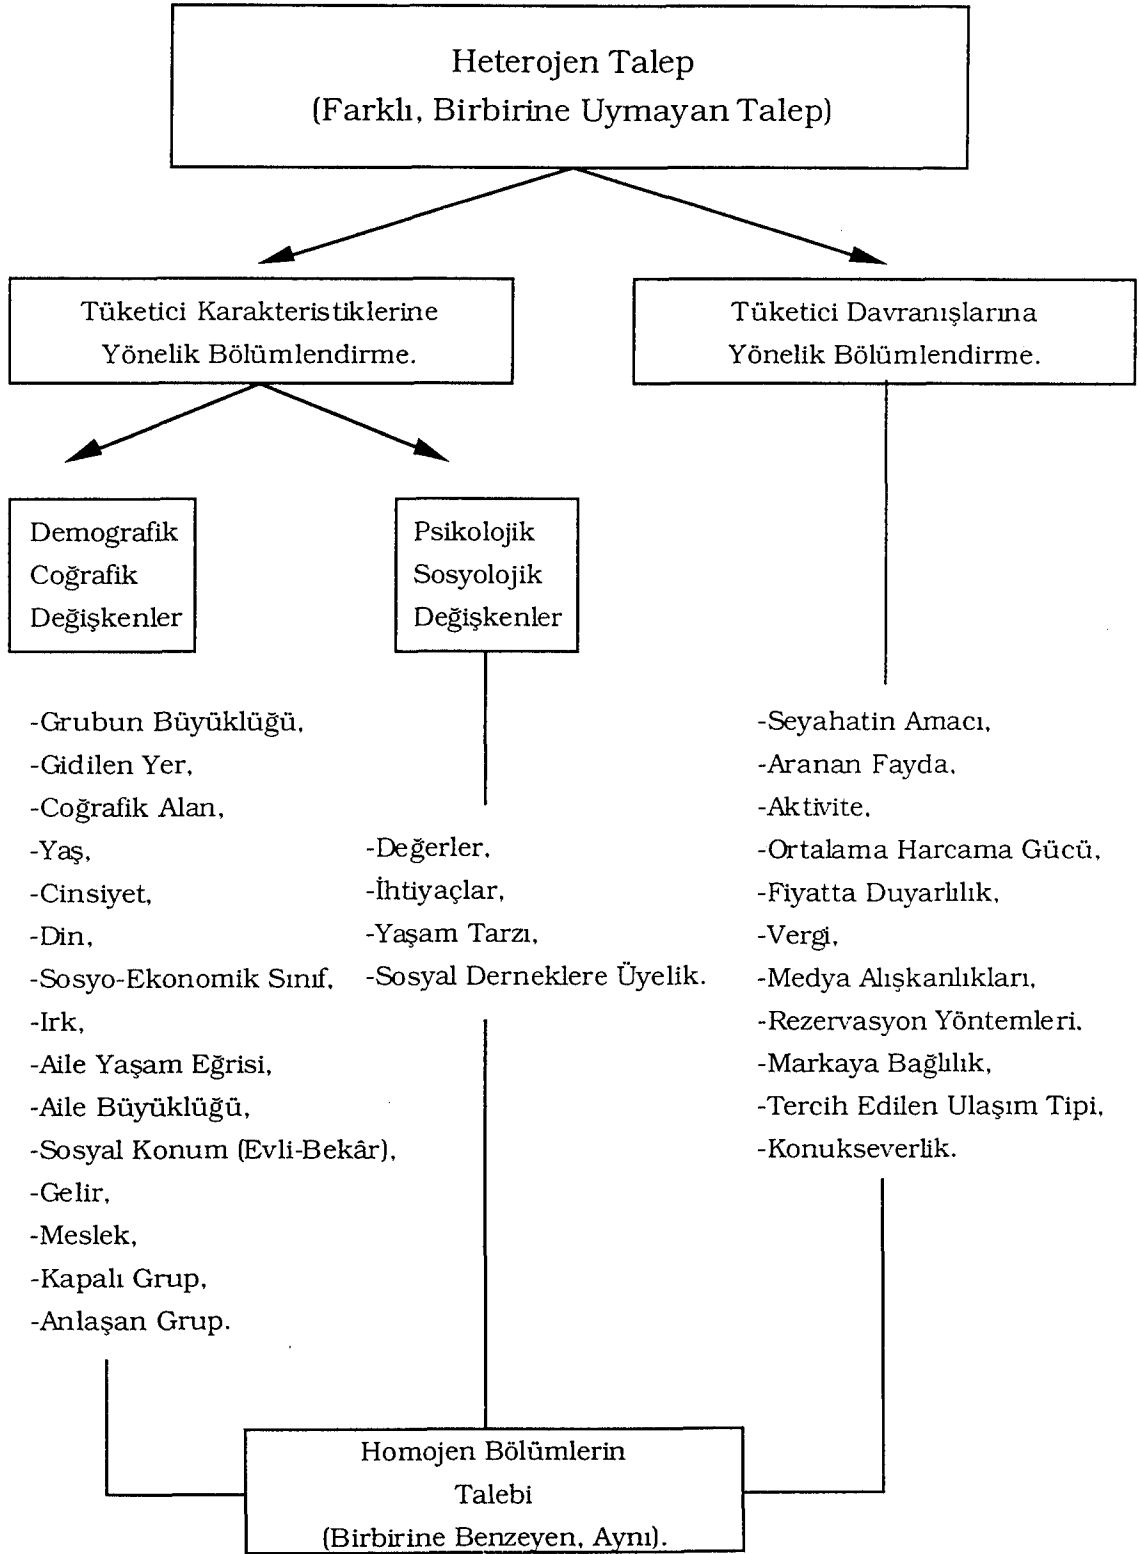 Heterojen Talep
(Farklı, Birbirine Uymayan Talep)
Tüketici Karakteristiklerine
Yönelik Bölümlendirme.
Tüketici Davranışlarına
Yönelik Bölümlendirme.
Demografik
Coğrafik
Değişkenler
Psikolojik
Sosyolojik
Değişkenler
-Grubun Büyüklüğü,
-Gidilen Yer,
-Coğrafik Alan,
-Yaş,
-Cinsiyet,
-Din,
-Sosyo-Ekonomik Sınıf,
-Irk,
-Aile Yaşam Eğrisi,
-Aile Büyüklüğü,
-Sosyal Konum (Evli-Bekâr),
-Gelir,
-Meslek,
-Kapalı Grup,
-Anlaşan Grup.
-Değerler,
-İhtiyaçlar,
-Yaşam Tarzı,
-Sosyal Derneklere Üyelik.
-Seyahatin Amacı,
-Aranan Fayda,
-Aktivite,
-Ortalama Harcama Gücü,
-Fiyatta Duyarlılık,
-Vergi,
-Medya Alışkanlıkları,
-Rezervasyon Yöntemleri,
-Markaya Bağlılık,
-Tercih Edilen Ulaşım Tipi,
-Konukseverlik.
Homojen Bölümlerin
Talebi
(Birbirine Benzeyen, Aynı).